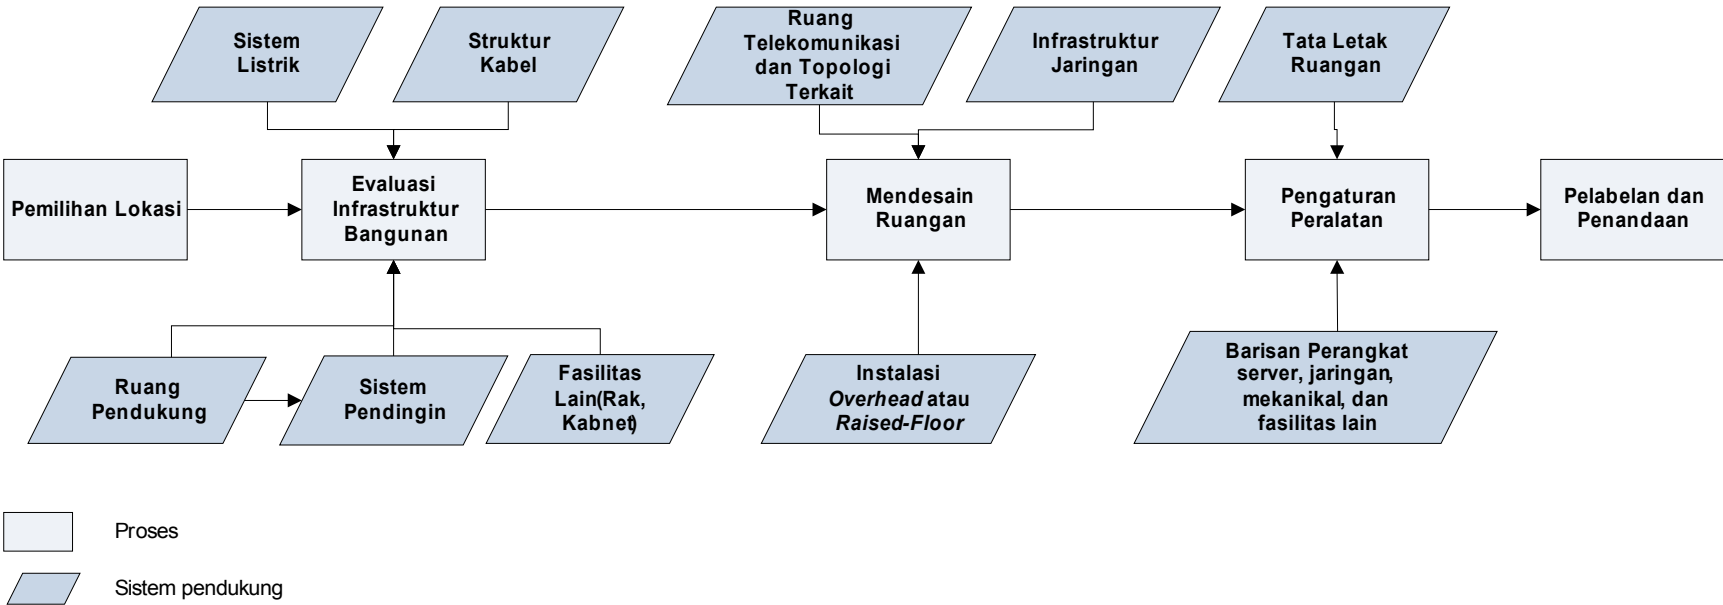 Sistem
Listrik
Struktur
Kabel
Ruang
Telekomunikasi
dan Topologi
Terkait
Infrastruktur
Jaringan
Tata Letak
Ruangan
Pemilihan Lokasi
Evaluasi
Infrastruktur
Bangunan
Mendesain
Ruangan
Pengaturan
Peralatan
Pelabelan dan
Penandaan
Ruang
Pendukung
Sistem
Pendingin
Fasilitas
Lain(Rak,
Kabnet)
Instalasi
Overhead atau
Raised-Floor
Barisan Perangkat
server, jaringan,
mekanikal, dan
fasilitas lain
Proses
Sistem pendukung